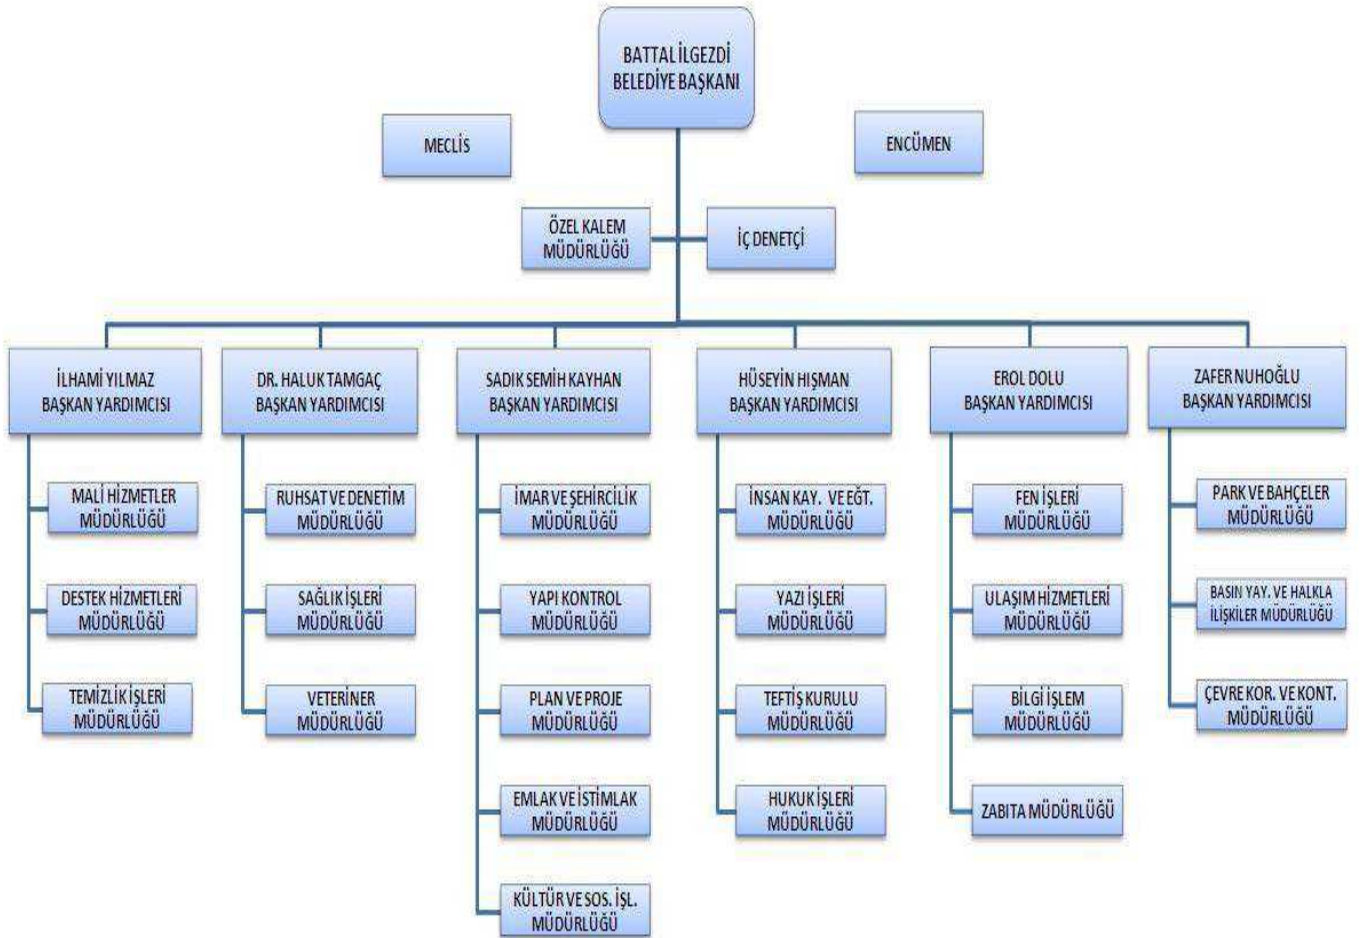 BATTAL İLGEZDİ
BELEDİYE BAŞKANI
MECLİS
ENCÜMEN
ÖZEL KALEM
MÜDÜRLÜĞÜ
İÇ DENETÇİ
İLHAMİ YILMAZ
BAŞKAN YARDIMCISI
DR. HALUK TAMGAÇ
BAŞKAN YARDIMCISI
SADIK SEMİH KAYHAN
BAŞKAN YARDIMCISI
HÜSEYİN HIŞMAN
BAŞKAN YARDIMCISI
EROL DOLU
BAŞKAN YARDIMCISI
ZAFER NUHOĞLU
BAŞKAN YARDIMCISI
MALİ HİZMETLER
MÜDÜRLÜĞÜ
DESTEK HİZMETLERİ
MÜDÜRLÜĞÜ
TEMİZLİK İŞLERİ
MÜDÜRLÜĞÜ
RUHSAT VE DENETİM
MÜDÜRLÜĞÜ
SAĞLIK İŞLERİ
MÜDÜRLÜĞÜ
VETERİNER
MÜDÜRLÜĞÜ
İMAR VE ŞEHİRCİLİK
MÜDÜRLÜĞÜ
YAPI KONTROL
MÜDÜRLÜĞÜ
PLAN VE PROJE
MÜDÜRLÜĞÜ
EMLAK VE İSTİMLAK
MÜDÜRLÜĞÜ
KÜLTÜR VE SOS. İŞL.
MÜDÜRLÜĞÜ
İNSAN KAY. VE EĞT.
MÜDÜRLÜĞÜ
YAZI İŞLERİ
MÜDÜRLÜĞÜ
TEFTİŞ KURULU
MÜDÜRLÜĞÜ
HUKUK İŞLERİ
MÜDÜRLÜĞÜ
FEN İŞLERİ
MÜDÜRLÜĞÜ
ULAŞIM HİZMETLERİ
MÜDÜRLÜĞÜ
BİLGİ İŞLEM
MÜDÜRLÜĞÜ
ZABITA MÜDÜRLÜĞÜ
PARK VE BAHÇELER
MÜDÜRLÜĞÜ
BASIN YAY. VE HALKLA
İLİŞKİLER MÜDÜRLÜĞÜ
ÇEVRE KOR. VE KONT.
MÜDÜRLÜĞÜ